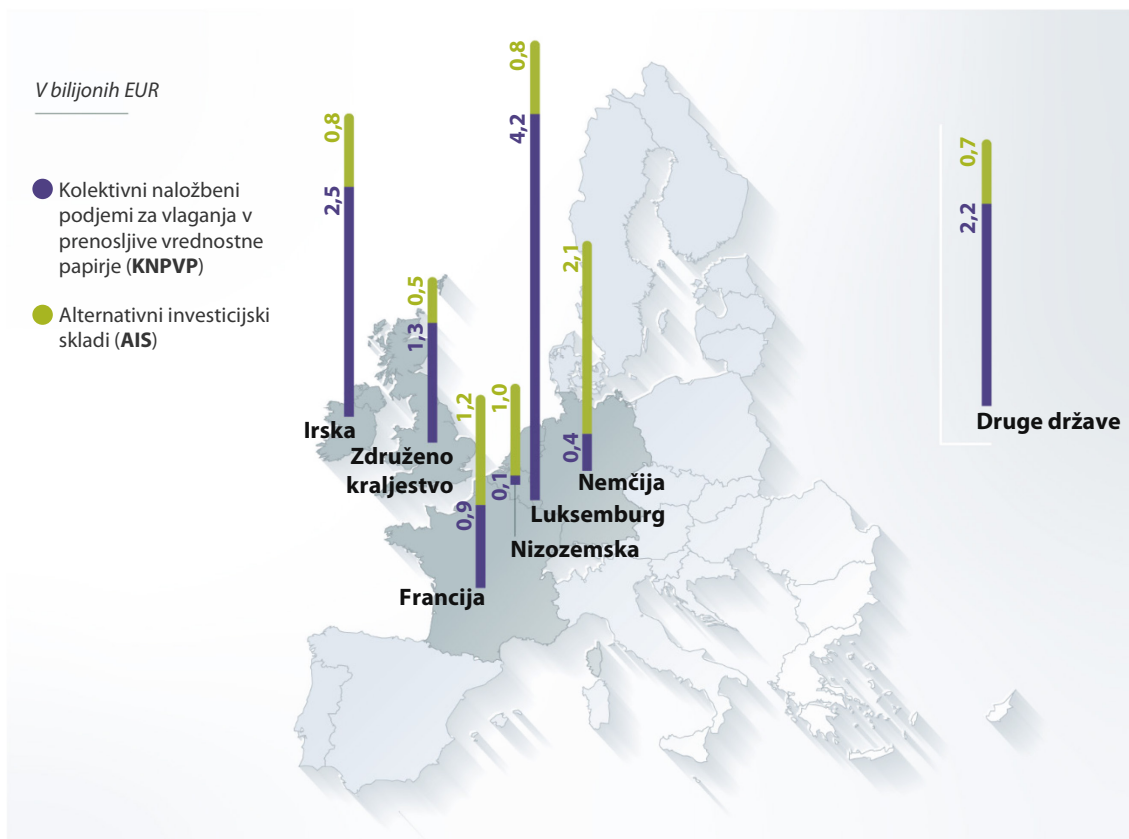 V bilijonih EUR
Kolektivni naložbeni
podjemi za vlaganja v
prenosljive vrednostne
papirje (KNPVP)
Alternativni investicijski
skladi (AIS)
0,8
2,5
Irska
0,5
1,3
Združeno
kraljestvo
1,2
0,9
Francija
1,0
0,1
Nizozemska
0,8
4,2
Luksemburg
2,1
0,4
Nemčija
0,7
2,2
Druge države